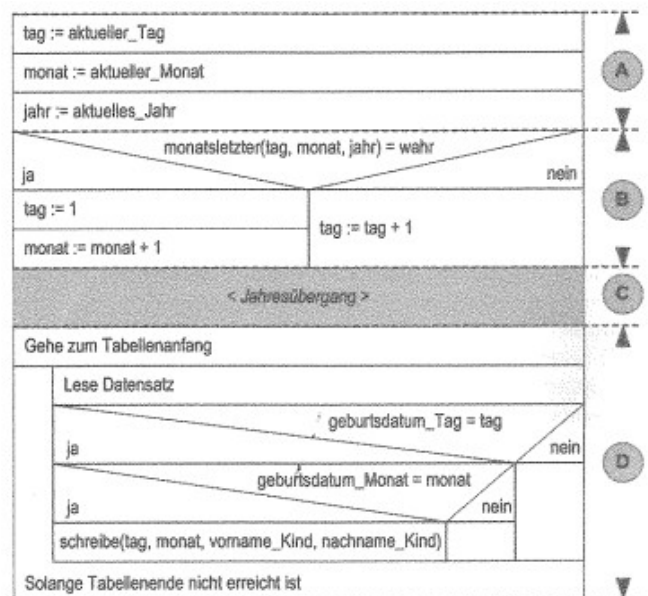 tag := aktueller_Tag
monat := aktueller_Monat
A
jahr := aktuelles_Jahr
monatsletzter(tag, monat, jahr) = wahr
ja
nein
B
tag := 1
tag := tag + 1
monat := monat + 1
< Jahresübergang >
C
Gehe zum Tabellenanfang
Lese Datensatz
geburtsdatum_Tag = tag
ja
nein
D
geburtsdatum_Monat = monat
ja
nein
schreibe(tag, monat, vorname_Kind, nachname_Kind)
Solange Tabellenende nicht erreicht ist